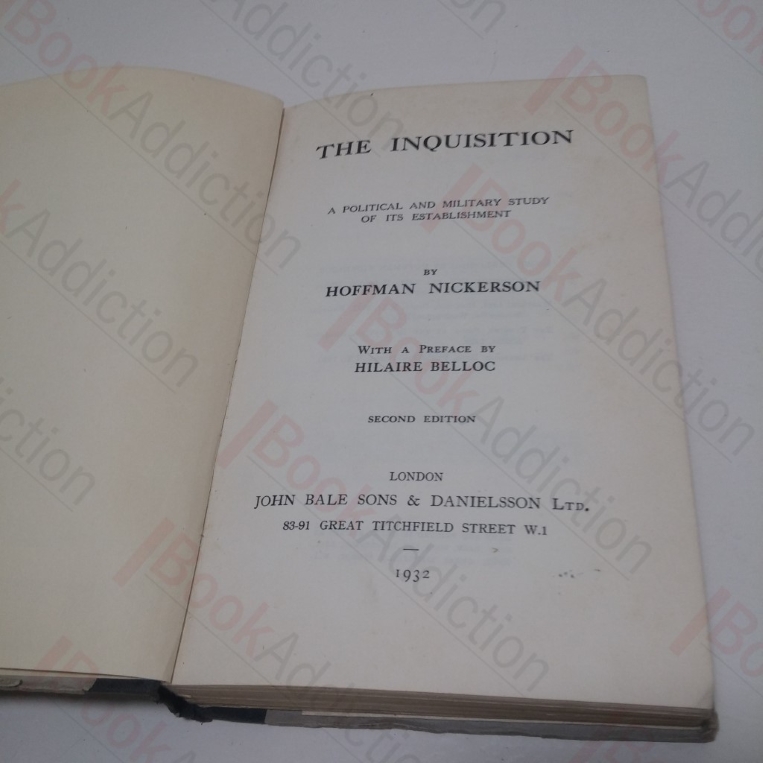 THE INQUISITION
A POLITICAL AND MILITARY STUDY
OF ITS ESTABLISHMENT
BY
HOFFMAN NICKERSON
WITH A PREFACE BY
HILAIRE BELLOC
SECOND EDITION
LONDON
JOHN BALE SONS & DANIELSSON LTD.
83-91 GREAT TITCHFIELD STREET W.1
1932
BookAddiction